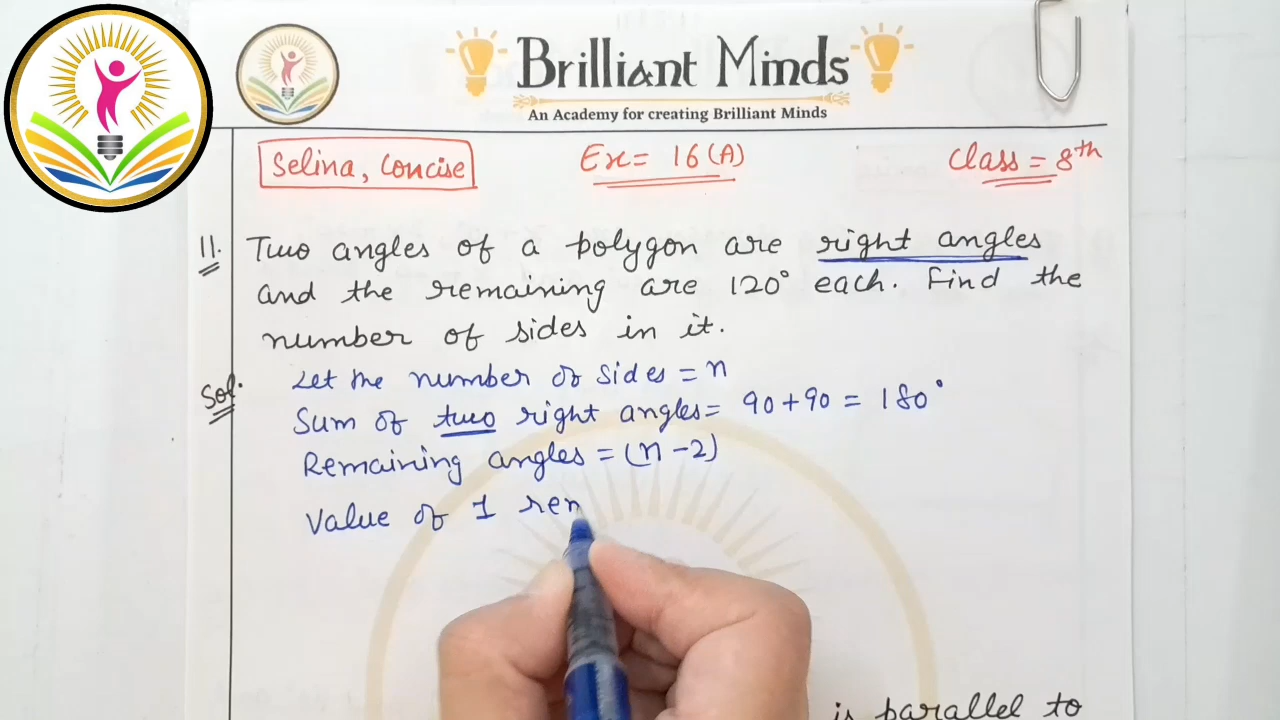 Brilliant Minds
An Academy for creating Brilliant Minds
Selina, Concise Ex = 16(A) Class = 8th
11. Two angles of a polygon are right angles
and the remaining are 120° each. Find the
number of sides in it.
Sol. Let the number of sides = n
Sum of two right angles = 90 + 90 = 180°
Remaining angles = (n - 2)
Value of 1 rem
is parallel to